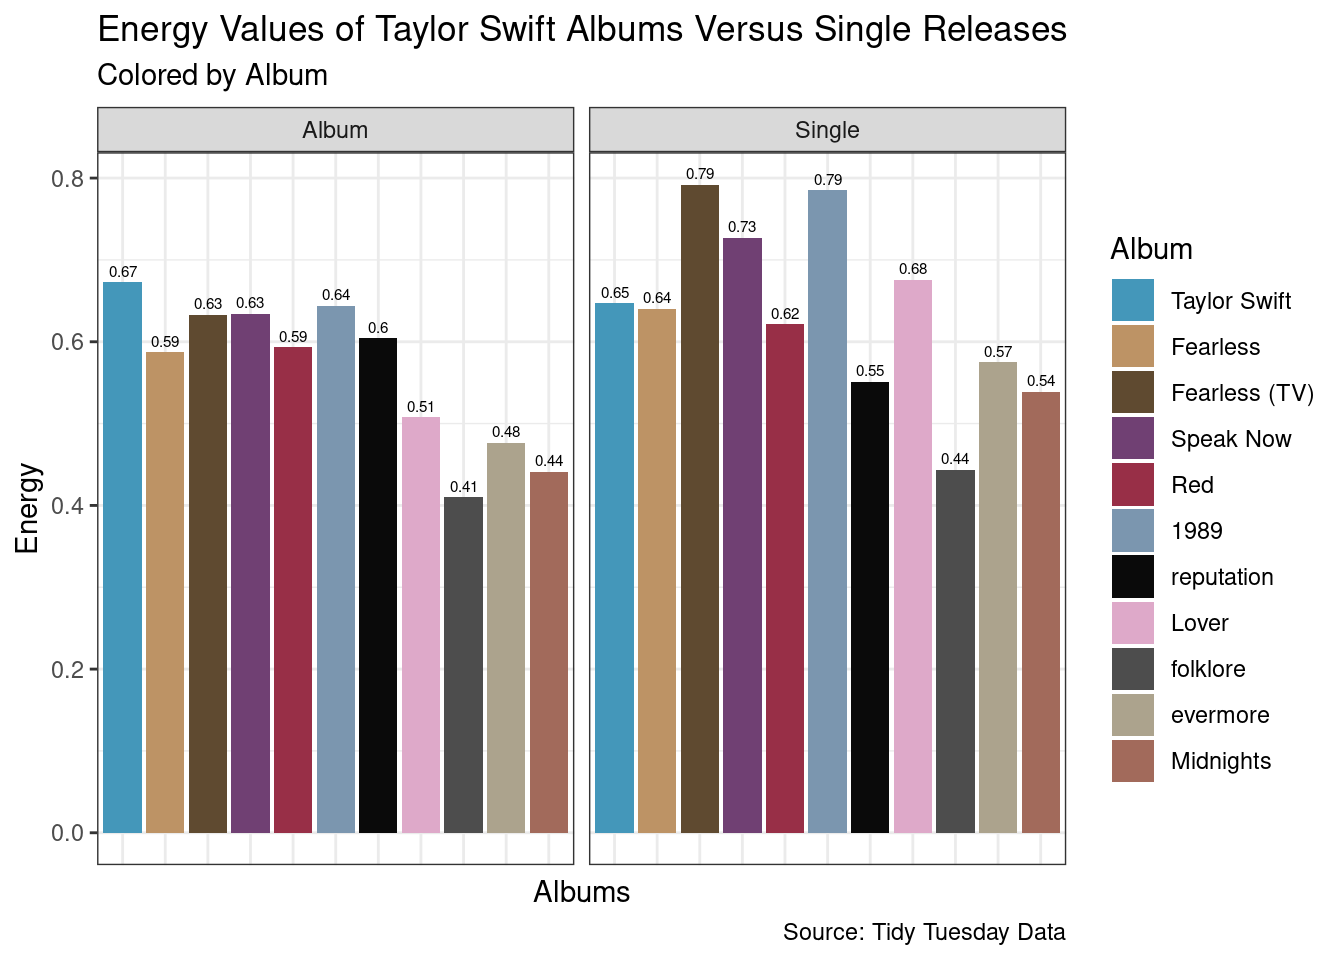 Energy Values of Taylor Swift Albums Versus Single Releases
Colored by Album
Album
Single
0.8
0.6
0.4
0.2
0.0
Energy
0.67
0.59
0.63
0.63
0.59
0.64
0.6
0.51
0.41
0.48
0.44
0.65
0.64
0.79
0.73
0.62
0.79
0.55
0.68
0.44
0.57
0.54
Albums
Album
Taylor Swift
Fearless
Fearless (TV)
Speak Now
Red
1989
reputation
Lover
folklore
evermore
Midnights
Source: Tidy Tuesday Data